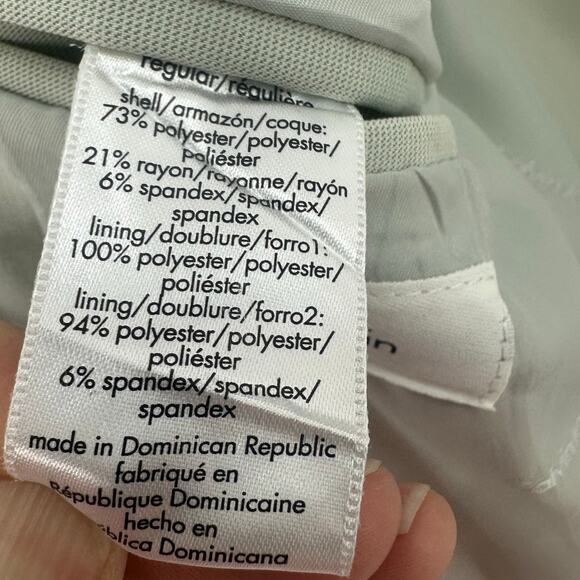 regular/régulière
shell/armazón/coque:
73% polyester/polyester/
poliéster
21% rayon/rayonne/rayón
6% spandex/spandex/
spandex
lining/doublure/forro1:
100% polyester/polyester/
poliéster
lining/doublure/forro2:
94% polyester/polyester/
poliéster
6% spandex/spandex/
spandex
made in Dominican Republic
fabriqué en
République Dominicaine
hecho en
Dominicana